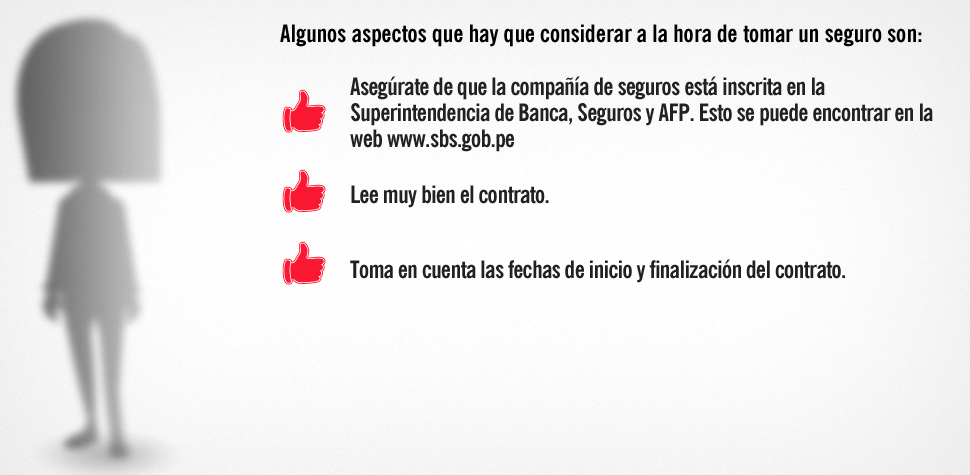 Algunos aspectos que hay que considerar a la hora de tomar un seguro son:
Asegúrate de que la compañía de seguros está inscrita en la
Superintendencia de Banca, Seguros y AFP. Esto se puede encontrar en la
web www.sbs.gob.pe
Lee muy bien el contrato.
Toma en cuenta las fechas de inicio y finalización del contrato.